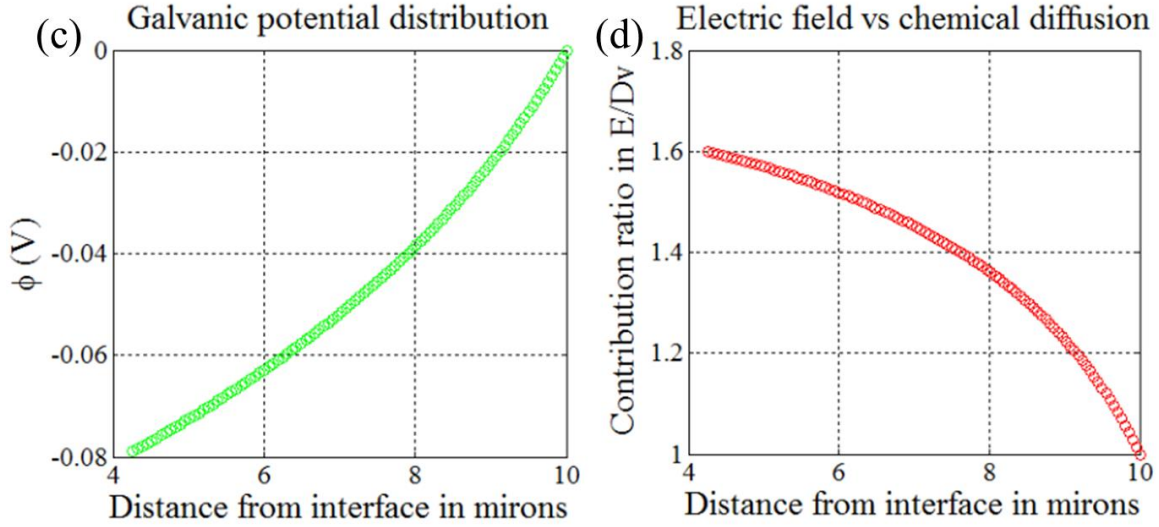 (c)
Galvanic potential distribution
ϕ (V)
0
-0.02
-0.04
-0.06
-0.08
4 6 8 10
Distance from interface in mirons
(d)
Electric field vs chemical diffusion
Contribution ratio in E/Dv
1.8
1.6
1.4
1.2
1
4 6 8 10
Distance from interface in mirons